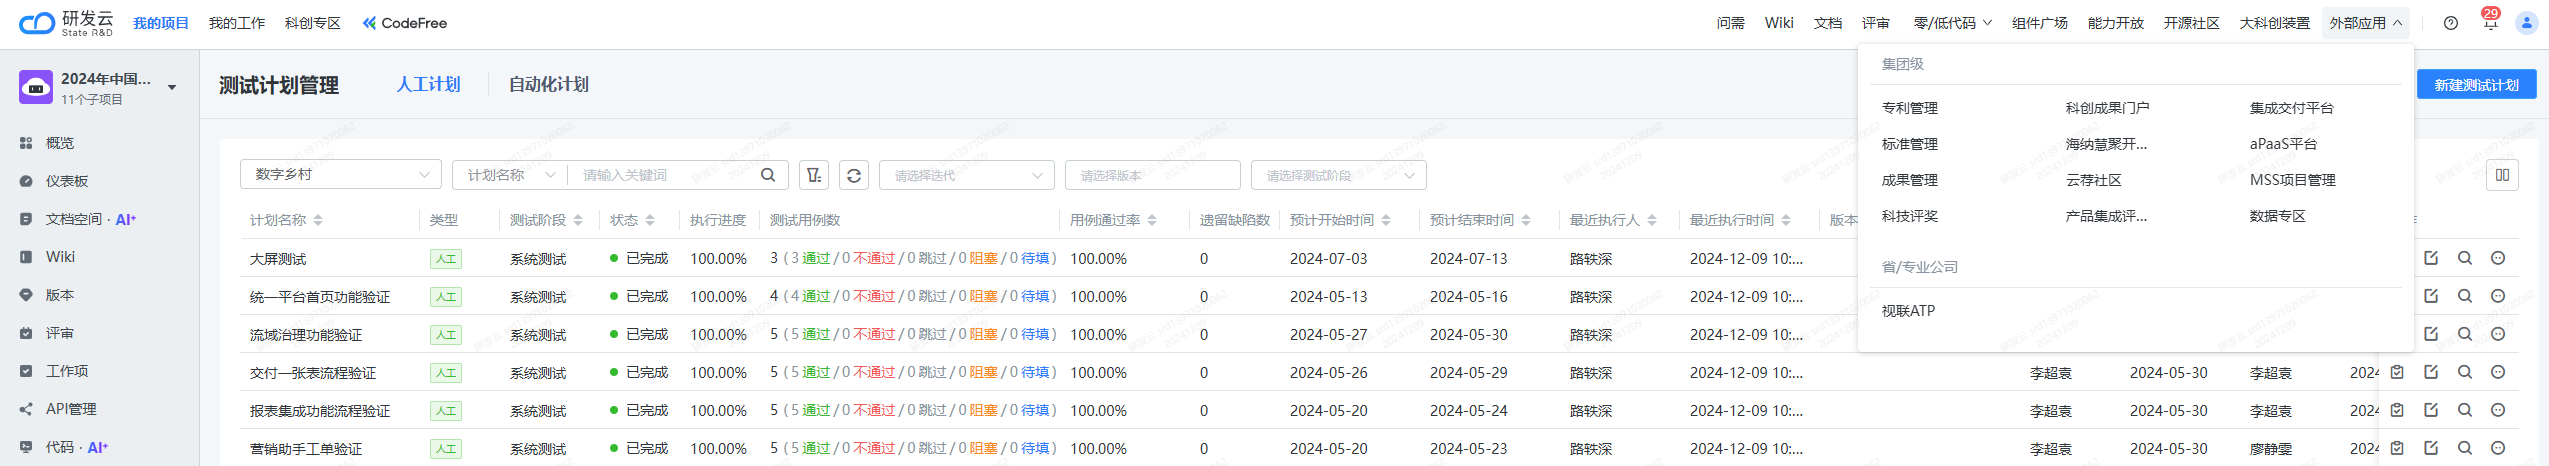 研发云 State R&D 我的项目 我的工作 科创专区 CodeFree 问需 Wiki 文档 评审 零/低代码 组件广场 能力开放 开源社区 大科创装置 外部应用 29
集团级
2024年中国...
11个子项目
测试计划管理 人工计划 自动化计划 新建测试计划
专利管理 科创成果门户 集成交付平台
标准管理 海纳慧聚开... aPaaS平台
成果管理 云荐社区 MSS项目管理
科技评奖 产品集成评... 数据专区
省/专业公司
视联ATP
概览
仪表板
文档空间 · AI+
Wiki
版本
评审
工作项
API管理
代码 · AI+
数字乡村 计划名称 请输入关键词 请选择迭代 请选择版本 请选择测试阶段
计划名称 类型 测试阶段 状态 执行进度 测试用例数 用例通过率 遗留缺陷数 预计开始时间 预计结束时间 最近执行人 最近执行时间 版本
大屏测试 人工 系统测试 已完成 100.00% 3 ( 3 通过 / 0 不通过 / 0 跳过 / 0 阻塞 / 0 待填 ) 100.00% 0 2024-07-03 2024-07-13 路轶深 2024-12-09 10:...
统一平台首页功能验证 人工 系统测试 已完成 100.00% 4 ( 4 通过 / 0 不通过 / 0 跳过 / 0 阻塞 / 0 待填 ) 100.00% 0 2024-05-13 2024-05-16 路轶深 2024-12-09 10:...
流域治理功能验证 人工 系统测试 已完成 100.00% 5 ( 5 通过 / 0 不通过 / 0 跳过 / 0 阻塞 / 0 待填 ) 100.00% 0 2024-05-27 2024-05-30 路轶深 2024-12-09 10:...
交付一张表流程验证 人工 系统测试 已完成 100.00% 5 ( 5 通过 / 0 不通过 / 0 跳过 / 0 阻塞 / 0 待填 ) 100.00% 0 2024-05-26 2024-05-29 路轶深 2024-12-09 10:... 李超袁 2024-05-30 李超袁 2024
报表集成功能流程验证 人工 系统测试 已完成 100.00% 5 ( 5 通过 / 0 不通过 / 0 跳过 / 0 阻塞 / 0 待填 ) 100.00% 0 2024-05-20 2024-05-24 路轶深 2024-12-09 10:... 李超袁 2024-05-30 李超袁 2024
营销助手工单验证 人工 系统测试 已完成 100.00% 5 ( 5 通过 / 0 不通过 / 0 跳过 / 0 阻塞 / 0 待填 ) 100.00% 0 2024-05-20 2024-05-23 路轶深 2024-12-09 10:... 李超袁 2024-05-30 廖静雯 2024